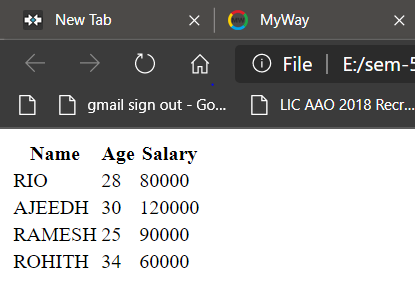 New Tab MyWay
File E:/sem-5
gmail sign out - Go... LIC AAO 2018 Recr...
Name Age Salary
RIO 28 80000
AJEEDH 30 120000
RAMESH 25 90000
ROHITH 34 60000